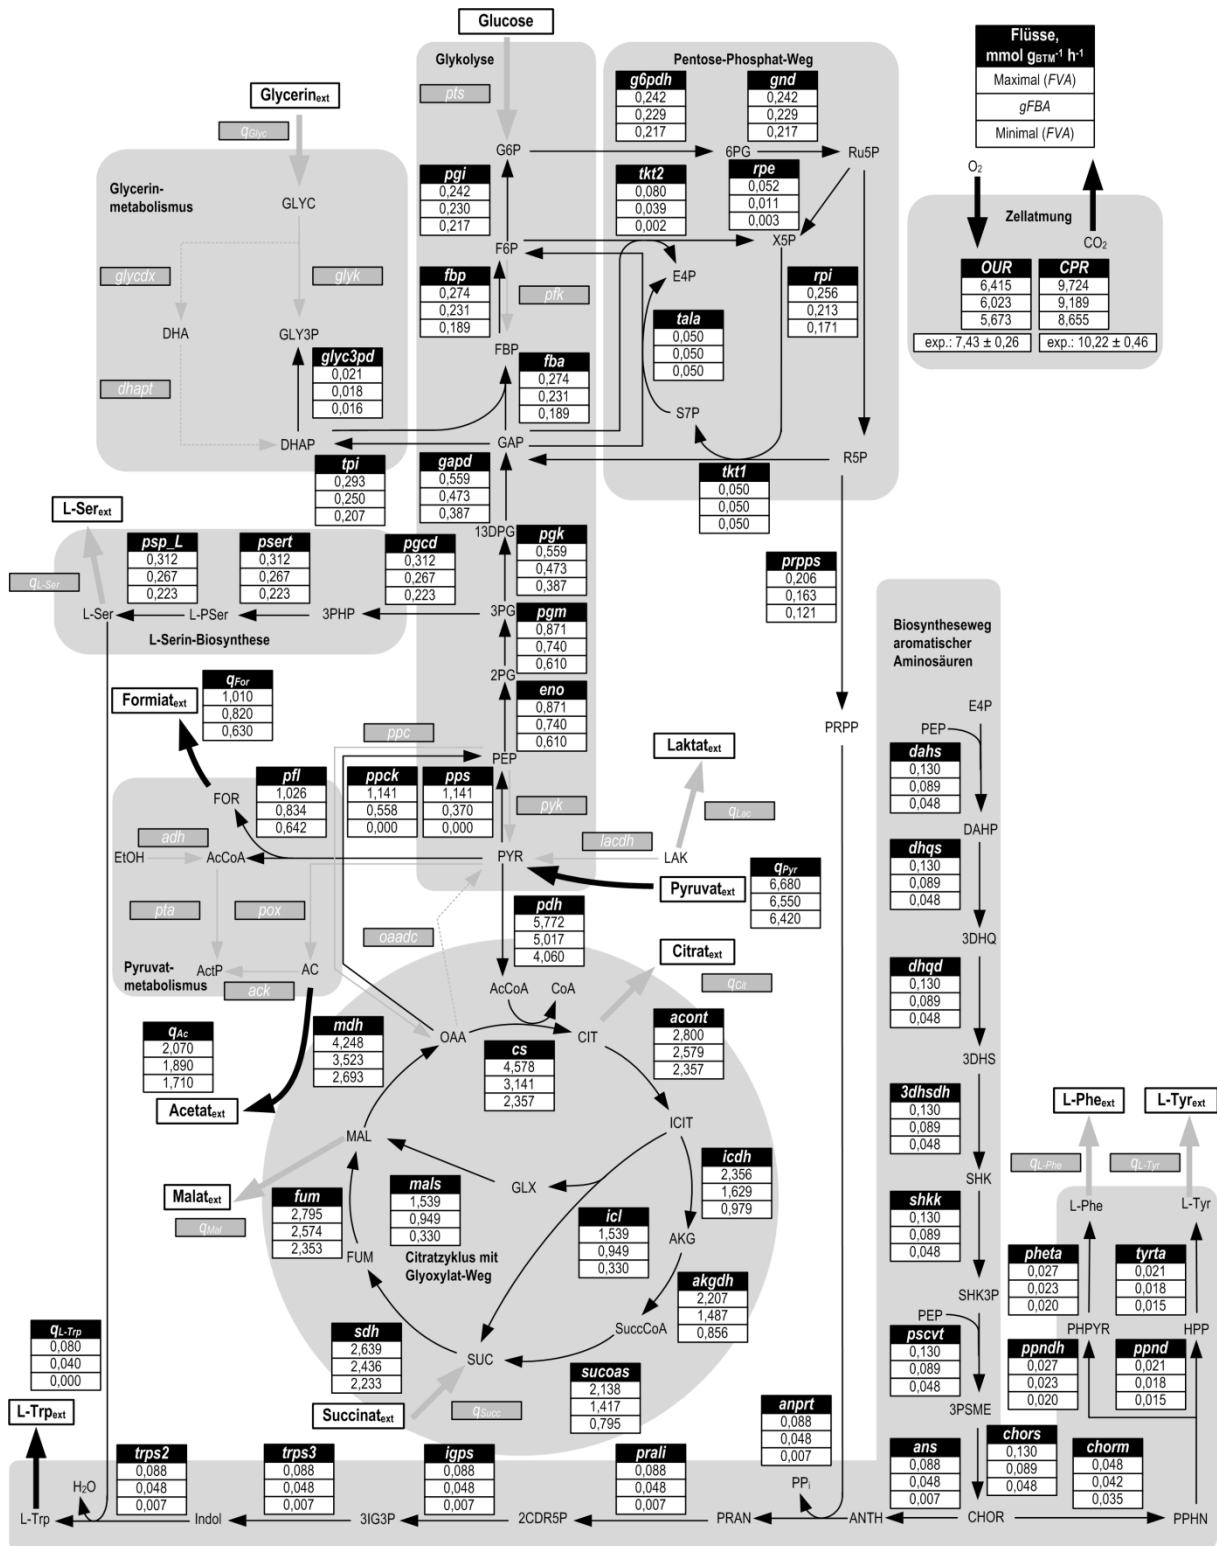 Glucose
Flüsse,
mmol gBTM⁻¹ h⁻¹
Maximal (FVA)
gFBA
Minimal (FVA)
Glykolyse
Pentose-Phosphat-Weg
pts
g6pdh
0,242
0,229
0,217
gnd
0,242
0,229
0,217
Glycerinext
qGlyc
G6P
6PG
Ru5P
O₂
pgi
0,242
0,230
0,217
tkt2
0,080
0,039
0,002
rpe
0,052
0,011
0,003
Glycerin-
metabolismus
GLYC
Zellatmung
CO₂
F6P
X5P
E4P
OUR
6,415
6,023
5,673
exp.: 7,43 ± 0,26
CPR
9,724
9,189
8,655
exp.: 10,22 ± 0,46
glycdx
glyk
fbp
0,274
0,231
0,189
pfk
rpi
0,256
0,213
0,171
tala
0,050
0,050
0,050
DHA
GLY3P
FBP
glyc3pd
0,021
0,018
0,016
fba
0,274
0,231
0,189
dhapt
S7P
DHAP
GAP
R5P
tpi
0,293
0,250
0,207
gapd
0,559
0,473
0,387
tkt1
0,050
0,050
0,050
L-Serext
13DPG
psp_L
0,312
0,267
0,223
psert
0,312
0,267
0,223
pgcd
0,312
0,267
0,223
pgk
0,559
0,473
0,387
prpps
0,206
0,163
0,121
qL-Ser
L-Ser
L-PSer
3PHP
3PG
L-Serin-Biosynthese
pgm
0,871
0,740
0,610
Biosyntheseweg
aromatischer
Aminosäuren
2PG
qFor
1,010
0,820
0,630
Formiatext
eno
0,871
0,740
0,610
E4P
PEP
PRPP
ppc
Laktatext
PEP
dahs
0,130
0,089
0,048
pfl
1,026
0,834
0,642
ppck
1,141
0,558
0,000
pps
1,141
0,370
0,000
FOR
pyk
qLac
DAHP
adh
lacdh
EtOH
AcCoA
PYR
LAK
dhqs
0,130
0,089
0,048
Pyruvatext
qPyr
6,680
6,550
6,420
pta
pox
pdh
5,772
5,017
4,060
oaadc
3DHQ
Citratext
Pyruvat-
metabolismus
ActP
AC
ack
AcCoA
CoA
qCit
dhqd
0,130
0,089
0,048
qAc
2,070
1,890
1,710
mdh
4,248
3,523
2,693
OAA
CIT
acont
2,800
2,579
2,357
cs
4,578
3,141
2,357
3DHS
Acetatext
3dhsdh
0,130
0,089
0,048
L-Pheext
L-Tyrext
ICIT
MAL
icdh
2,356
1,629
0,979
qL-Phe
qL-Tyr
SHK
Malatext
qMal
fum
2,795
2,574
2,353
mals
1,539
0,949
0,330
GLX
icl
1,539
0,949
0,330
shkk
0,130
0,089
0,048
L-Phe
L-Tyr
AKG
FUM
Citratzyklus mit
Glyoxylat-Weg
pheta
0,027
0,023
0,020
tyrta
0,021
0,018
0,015
akgdh
2,207
1,487
0,856
SHK3P
PEP
PHPYR
HPP
SuccCoA
sdh
2,639
2,436
2,233
SUC
pscvt
0,130
0,089
0,048
ppndh
0,027
0,023
0,020
ppnd
0,021
0,018
0,015
qL-Trp
0,080
0,040
0,000
sucoas
2,138
1,417
0,795
Succinatext
qSucc
3PSME
L-Trpext
anprt
0,088
0,048
0,007
chors
0,130
0,089
0,048
trps2
0,088
0,048
0,007
trps3
0,088
0,048
0,007
igps
0,088
0,048
0,007
prali
0,088
0,048
0,007
ans
0,088
0,048
0,007
chorm
0,048
0,042
0,035
H₂O
PPi
L-Trp
Indol
3IG3P
2CDR5P
PRAN
ANTH
CHOR
PPHN